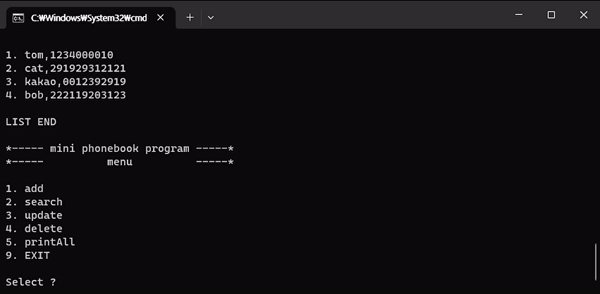 C:₩Windows₩System32₩cmd
1. tom,1234000010
2. cat,291929312121
3. kakao,0012392919
4. bob,222119203123
LIST END
*----- mini phonebook program -----*
*-----          menu          -----*
1. add
2. search
3. update
4. delete
5. printAll
9. EXIT
Select ?